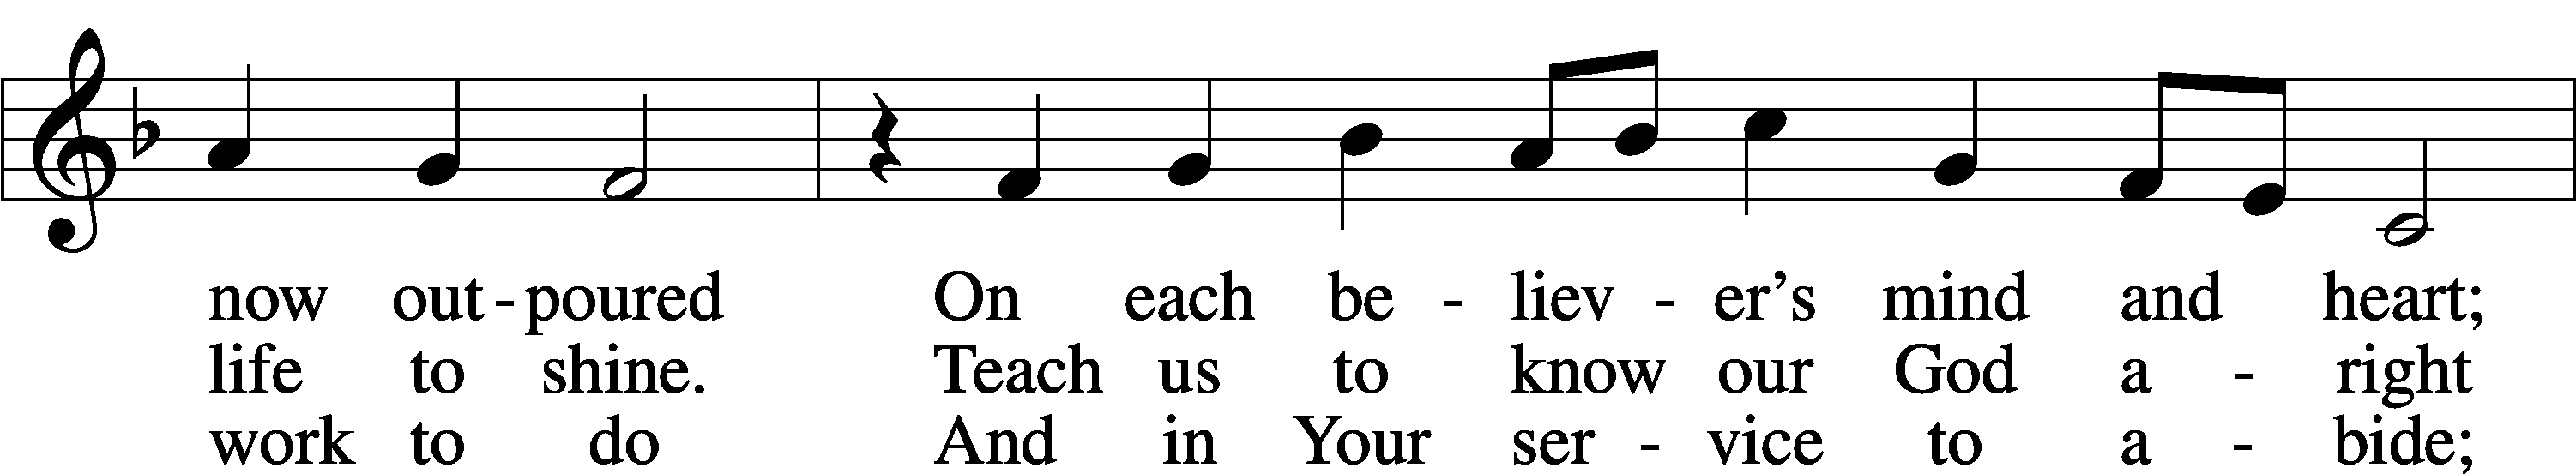 now out - poured On each be - liev - er’s mind and heart;
life to shine. Teach us to know our God a - right
work to do And in Your ser - vice to a - bide;